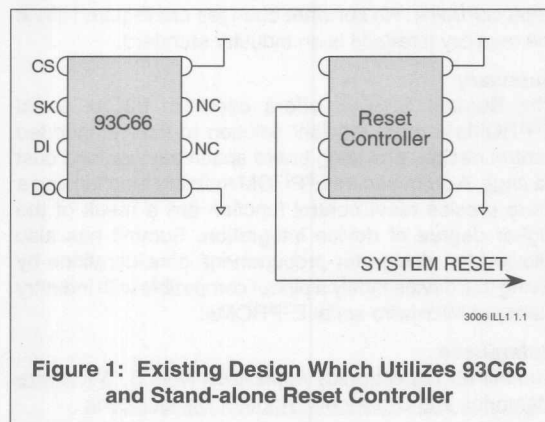 CS
SK
DI
DO
93C66
NC
NC
Reset
Controller
SYSTEM RESET
3006 ILL1 1.1
Figure 1: Existing Design Which Utilizes 93C66
and Stand-alone Reset Controller